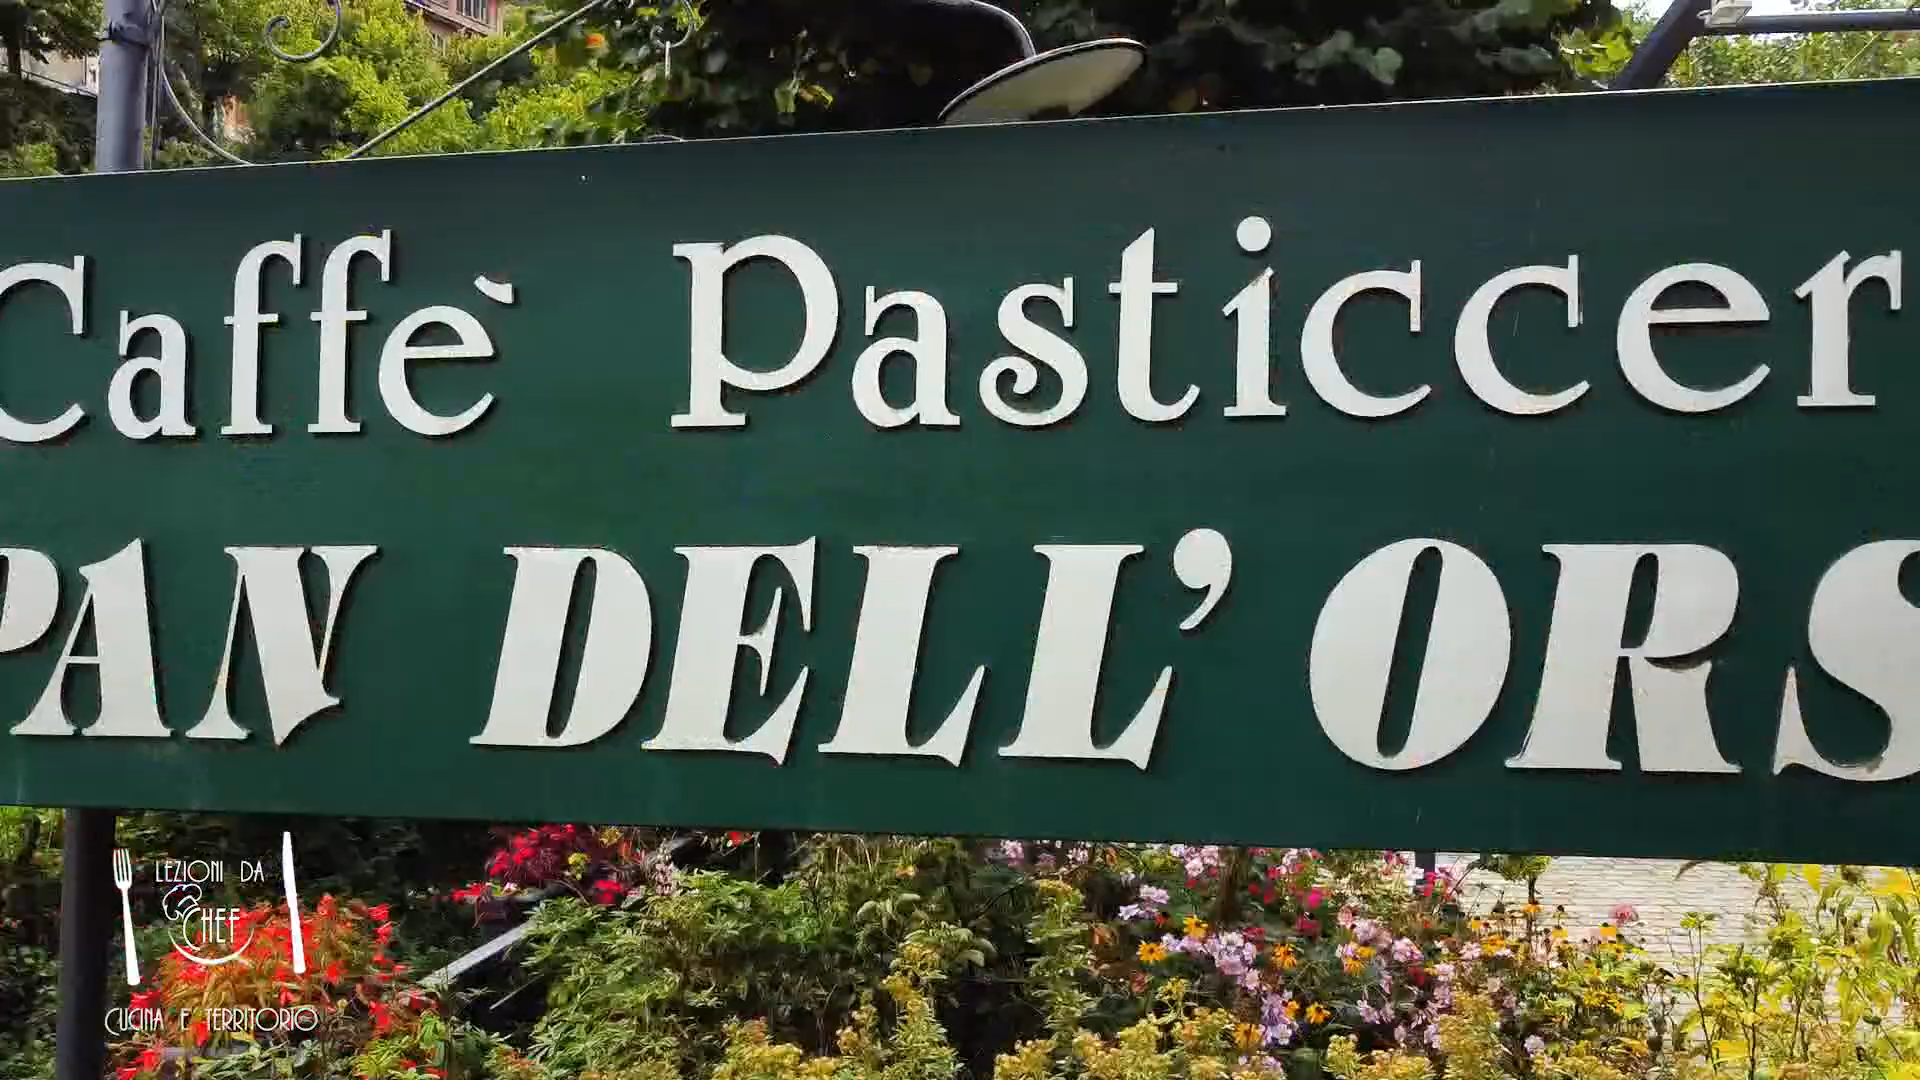 Caffè Pasticcer
PAN DELL'ORS
LEZIONI DA
CHEF
CUCINA E TERRITORIO